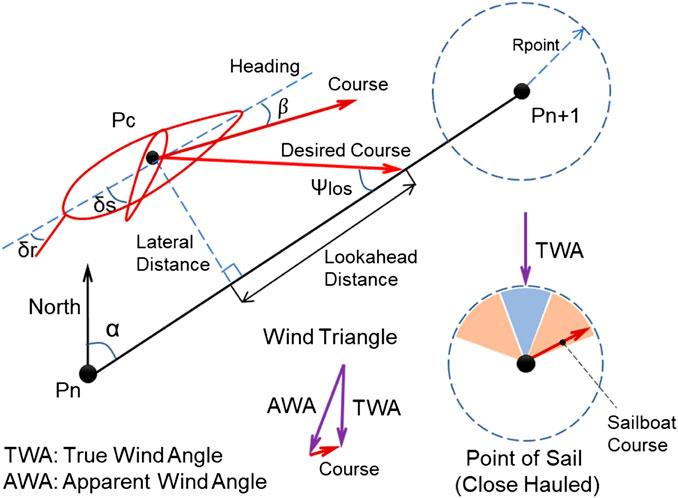 Rpoint
Heading
Course
Pc
β
Pn+1
Desired Course
Ψlos
δs
δr
Lateral
Distance
Lookahead
Distance
TWA
North
α
Wind Triangle
Pn
AWA
TWA
Course
Sailboat
Course
TWA: True Wind Angle
AWA: Apparent Wind Angle
Point of Sail
(Close Hauled)